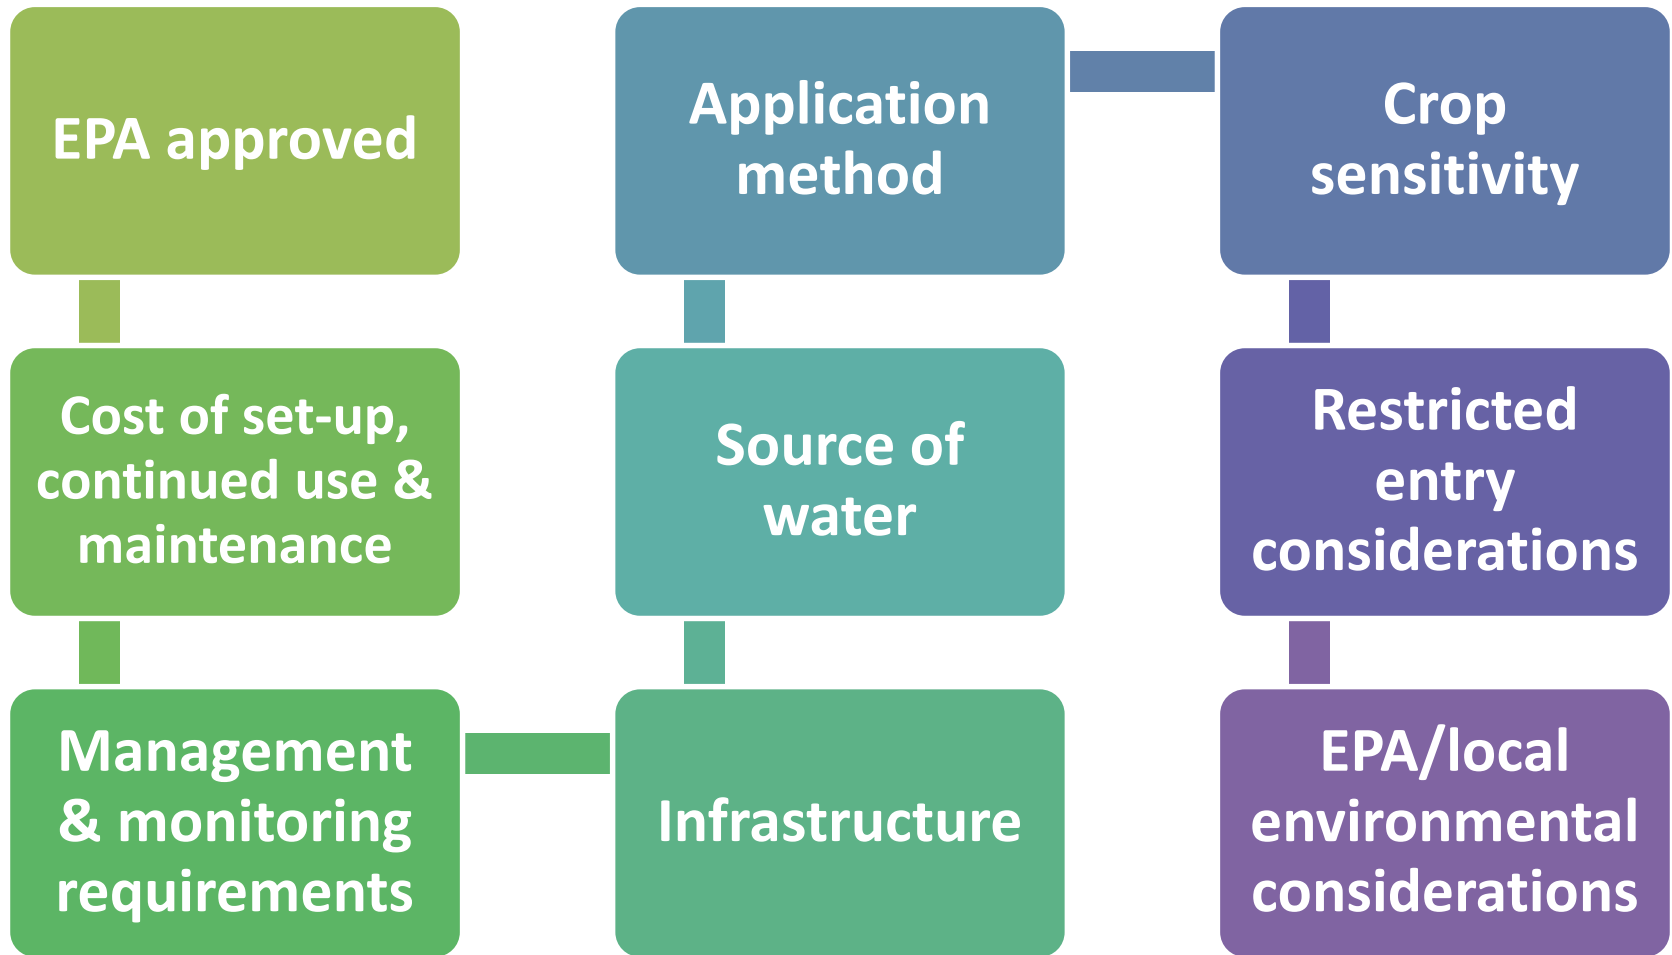 EPA approved
Cost of set-up,
continued use &
maintenance
Management
& monitoring
requirements
Infrastructure
Source of
water
Application
method
Crop
sensitivity
Restricted
entry
considerations
EPA/local
environmental
considerations